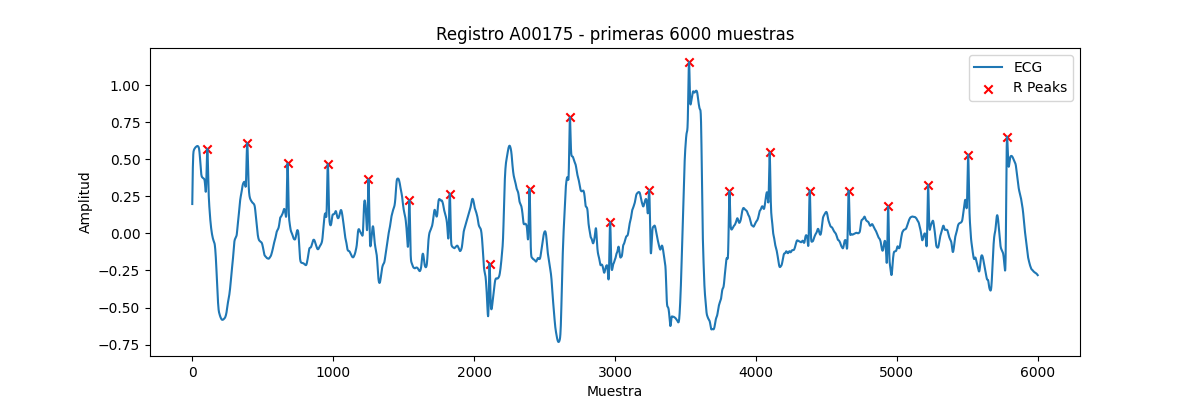 Registro A00175 - primeras 6000 muestras
ECG
R Peaks
Amplitud
1.00
0.75
0.50
0.25
0.00
−0.25
−0.50
−0.75
0 1000 2000 3000 4000 5000 6000
Muestra